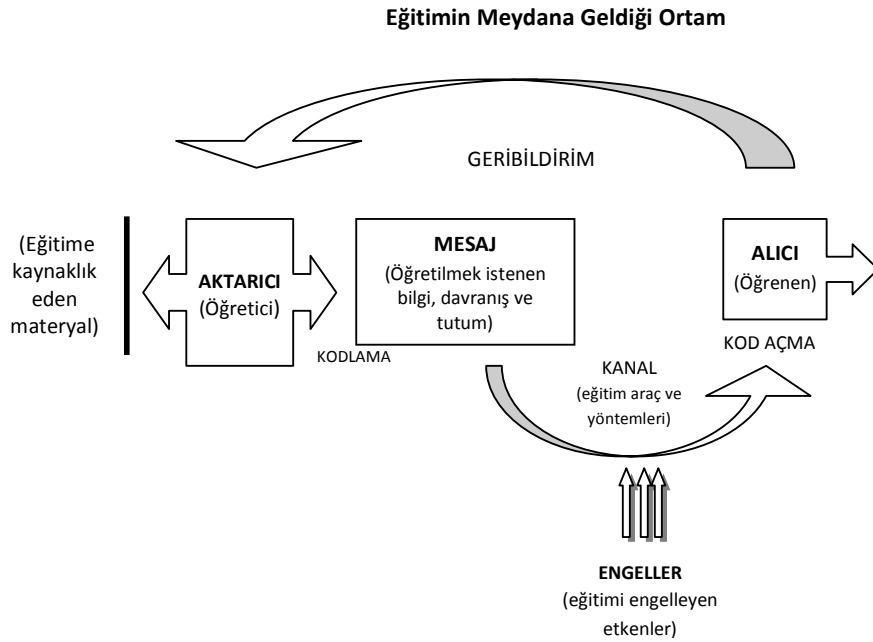 Eğitimin Meydana Geldiği Ortam
GERİBİLDİRİM
(Eğitime
kaynaklık
eden
materyal)
AKTARICI
(Öğretici)
KODLAMA
MESAJ
(Öğretilmek istenen
bilgi, davranış ve
tutum)
ALICI
(Öğrenen)
KOD AÇMA
KANAL
(eğitim araç ve
yöntemleri)
ENGELLER
(eğitimi engelleyen
etkenler)